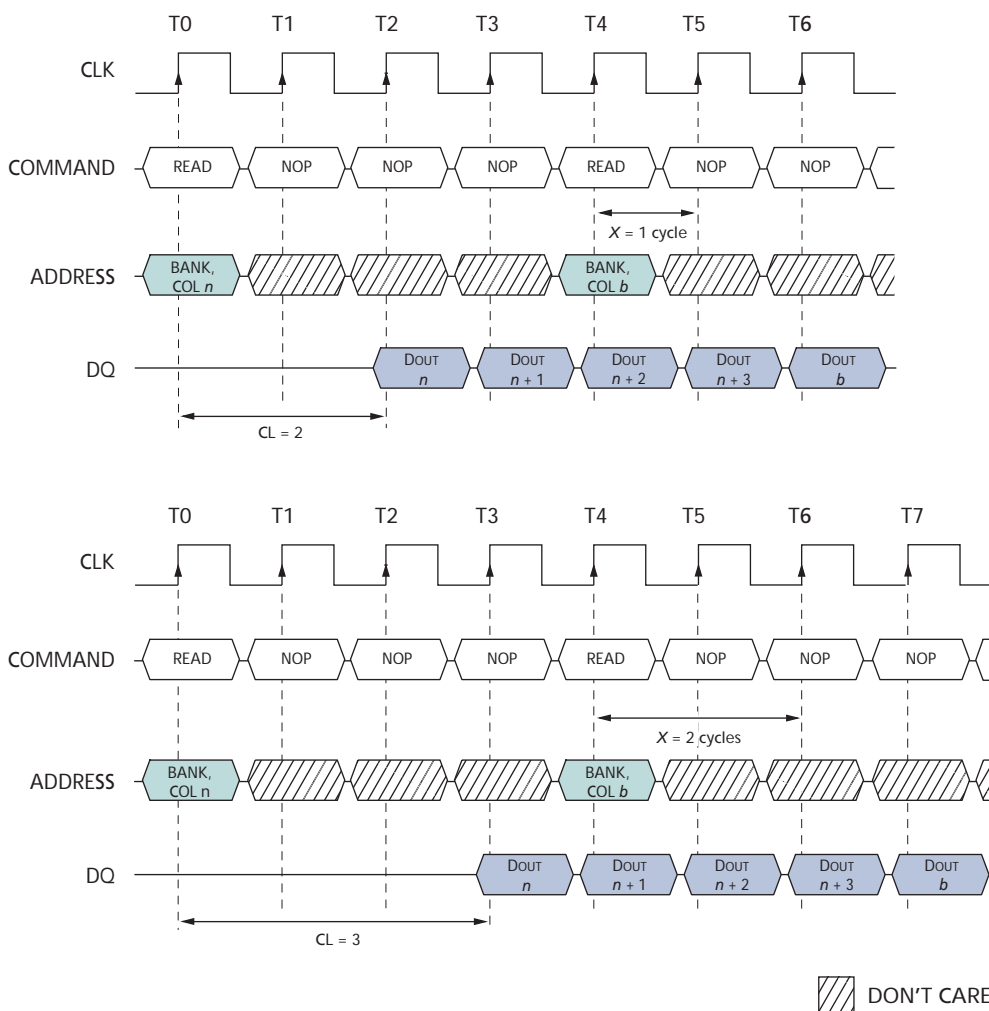 T0 T1 T2 T3 T4 T5 T6
CLK
COMMAND READ NOP NOP NOP READ NOP NOP
X = 1 cycle
ADDRESS BANK, COL n BANK, COL b
DQ DOUT n DOUT n + 1 DOUT n + 2 DOUT n + 3 DOUT b
CL = 2
T0 T1 T2 T3 T4 T5 T6 T7
CLK
COMMAND READ NOP NOP NOP READ NOP NOP NOP
X = 2 cycles
ADDRESS BANK, COL n BANK, COL b
DQ DOUT n DOUT n + 1 DOUT n + 2 DOUT n + 3 DOUT b
CL = 3
DON'T CARE